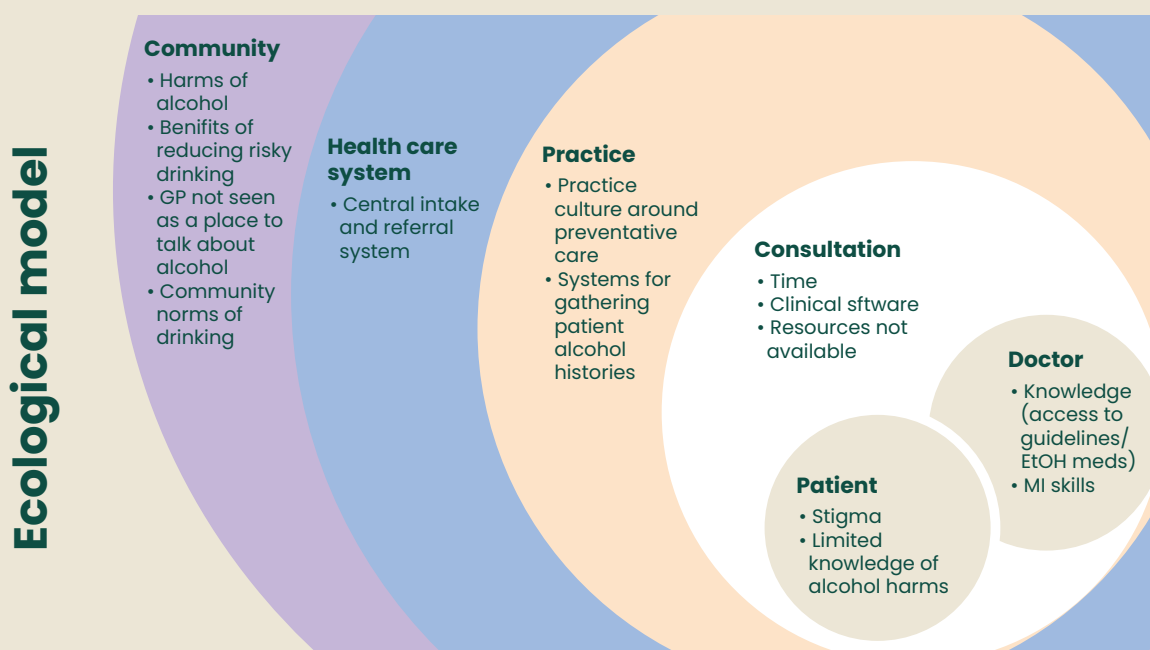 Ecological model
Community
• Harms of
alcohol
• Benifits of
reducing risky
drinking
• GP not seen
as a place to
talk about
alcohol
• Community
norms of
drinking
Health care
system
• Central intake
and referral
system
Practice
• Practice
culture around
preventative
care
• Systems for
gathering
patient
alcohol
histories
Consultation
• Time
• Clinical sftware
• Resources not
available
Doctor
• Knowledge
(access to
guidelines/
EtOH meds)
• MI skills
Patient
• Stigma
• Limited
knowledge of
alcohol harms